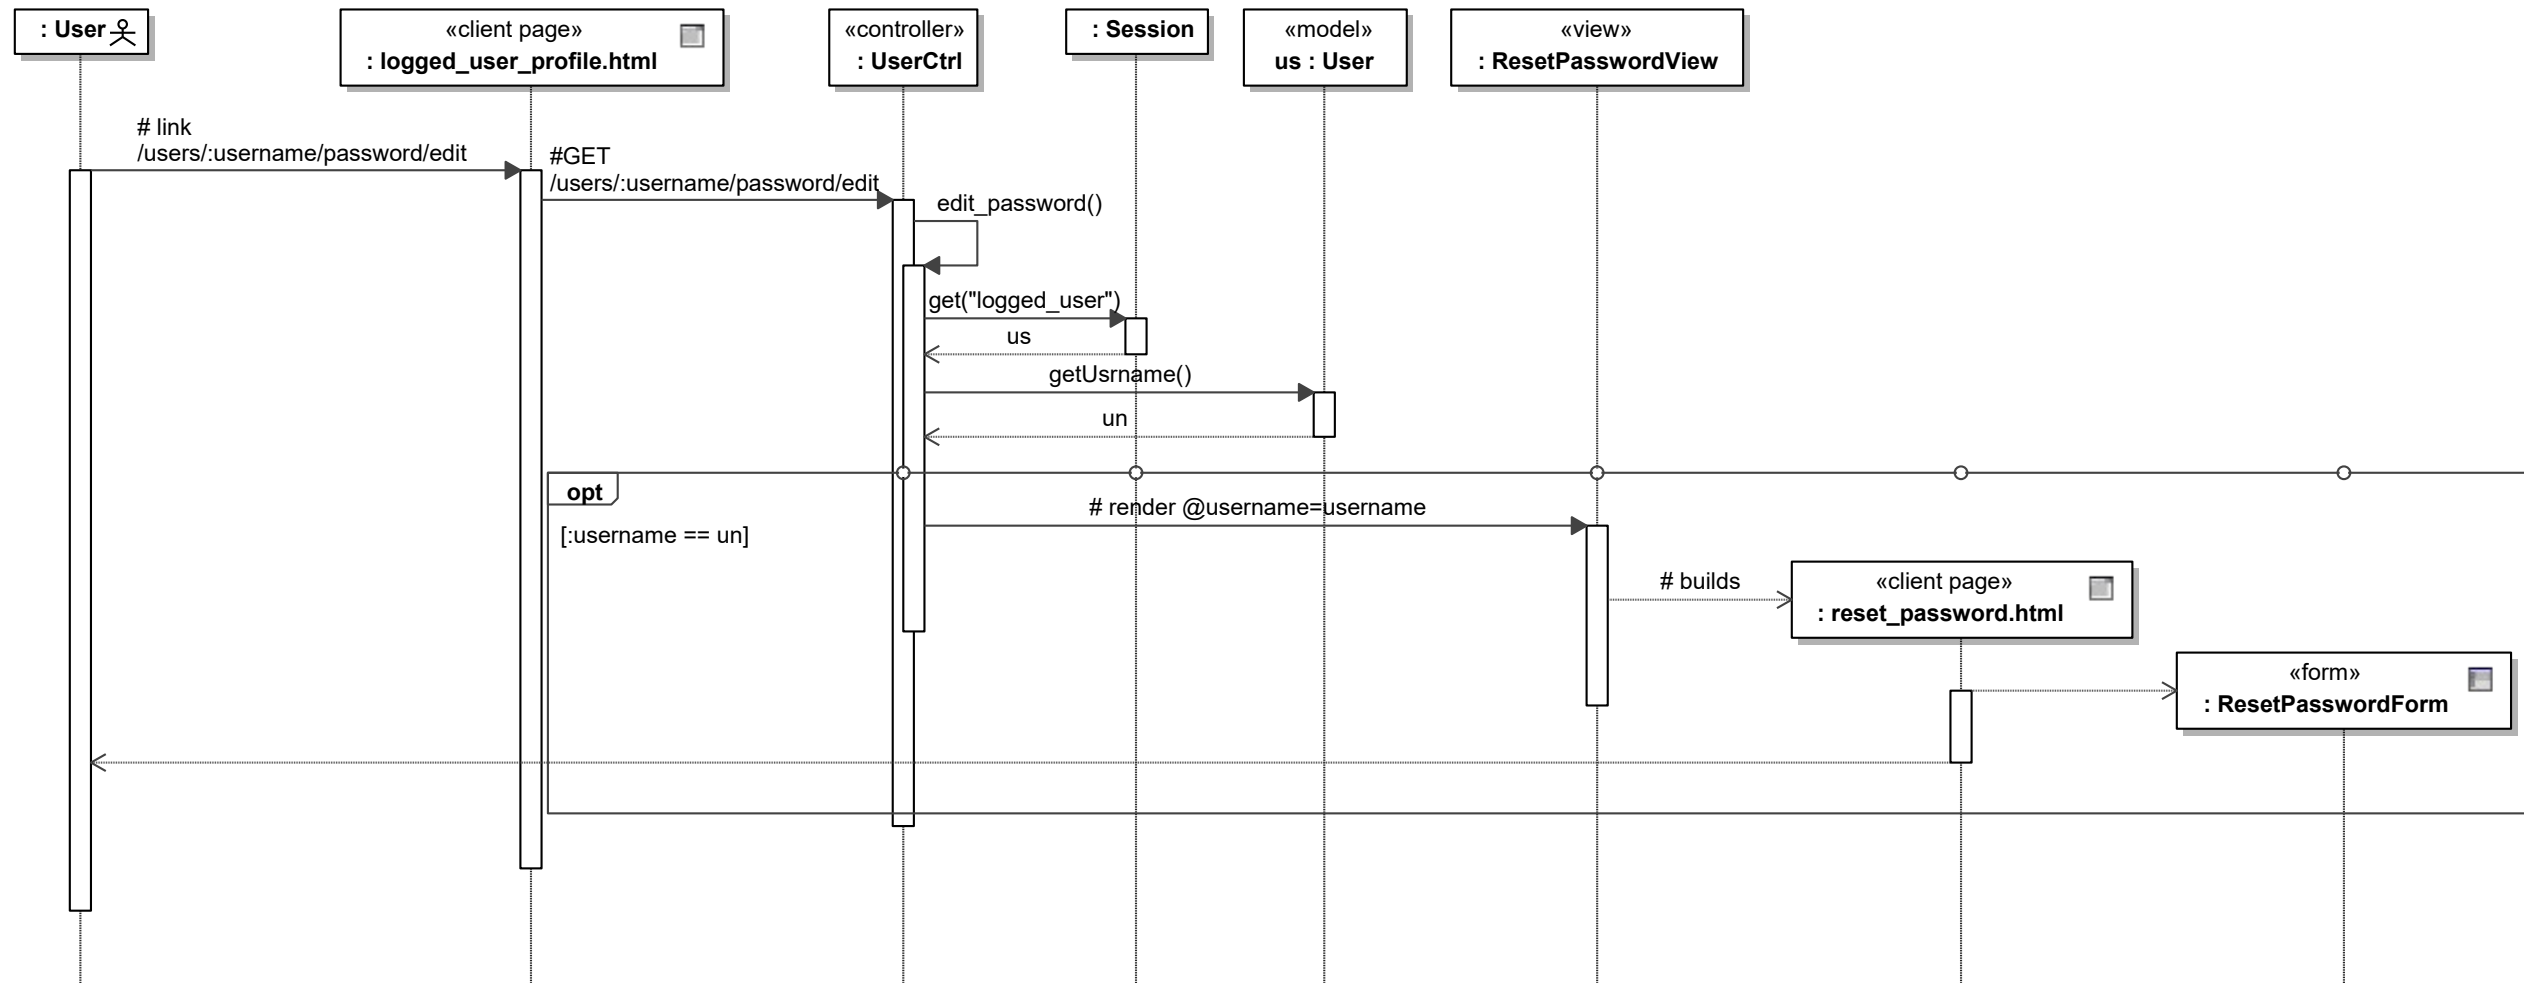 : User
«client page»
: logged_user_profile.html
«controller»
: UserCtrl
: Session
«model»
us : User
«view»
: ResetPasswordView
# link
/users/:username/password/edit
#GET
/users/:username/password/edit
edit_password()
get("logged_user")
us
getUsrname()
un
opt
[:username == un]
# render @username=username
# builds
«client page»
: reset_password.html
«form»
: ResetPasswordForm